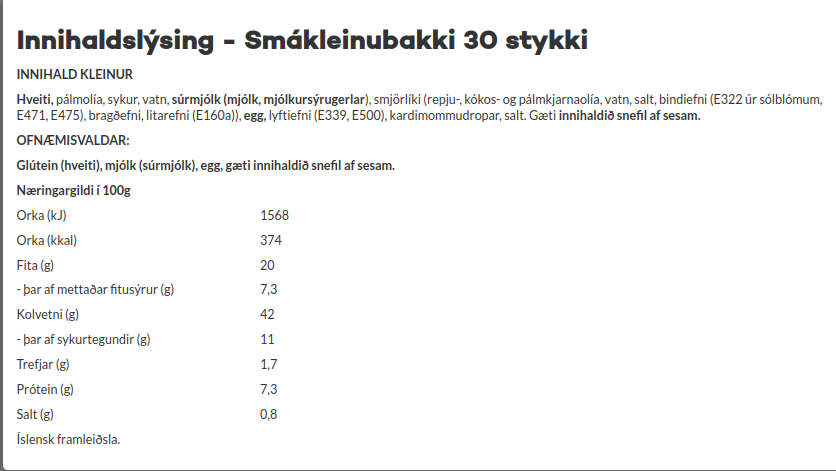 Innihaldslýsing - Smákleinubakki 30 stykki
INNIHALD KLEINUR
Hveiti, pálmolía, sykur, vatn, súrmjólk (mjólk, mjólkursýrugerlar), smjörlíki (repju-, kókos- og pálmkjarnaolía, vatn, salt, bindiefni (E322 úr sólblómum,
E471, E475), bragðefni, litarefni (E160a)), egg, lyftiefni (E339, E500), kardimommudropar, salt. Gæti innihaldið snefil af sesam.
OFNÆMISVALDAR:
Glútein (hveiti), mjólk (súrmjólk), egg, gæti innihaldið snefil af sesam.
Næringargildi í 100g
Orka (kJ) 1568
Orka (kkal) 374
Fita (g) 20
- þar af mettaðar fitusýrur (g) 7,3
Kolvetni (g) 42
- þar af sykurtegundir (g) 11
Trefjar (g) 1,7
Prótein (g) 7,3
Salt (g) 0,8
Íslensk framleiðsla.